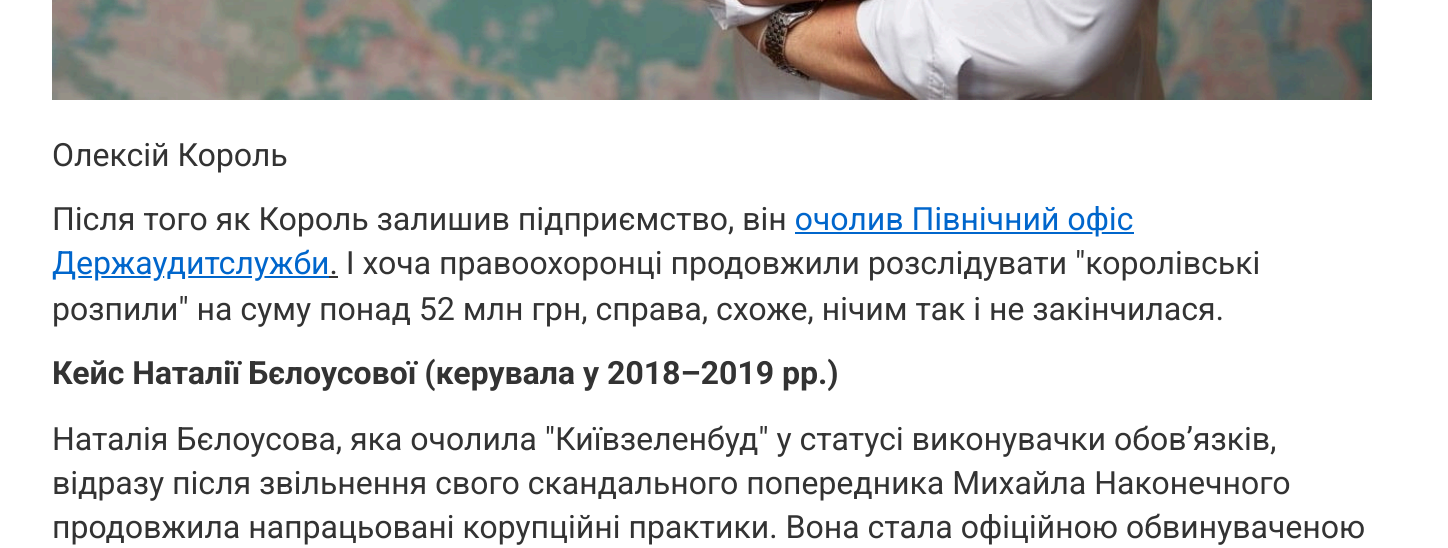 Олексій Король
Після того як Король залишив підприємство, він очолив Північний офіс
Держаудитслужби. І хоча правоохоронці продовжили розслідувати "королівські
розпили" на суму понад 52 млн грн, справа, схоже, нічим так і не закінчилася.
Кейс Наталії Бєлоусової (керувала у 2018–2019 рр.)
Наталія Бєлоусова, яка очолила "Київзеленбуд" у статусі виконувачки обов’язків,
відразу після звільнення свого скандального попередника Михайла Наконечного
продовжила напрацьовані корупційні практики. Вона стала офіційною обвинуваченою